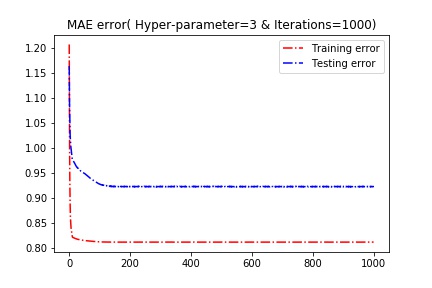 MAE error( Hyper-parameter=3 & Iterations=1000)
1.20
1.15
1.10
1.05
1.00
0.95
0.90
0.85
0.80
Training error
Testing error
0 200 400 600 800 1000